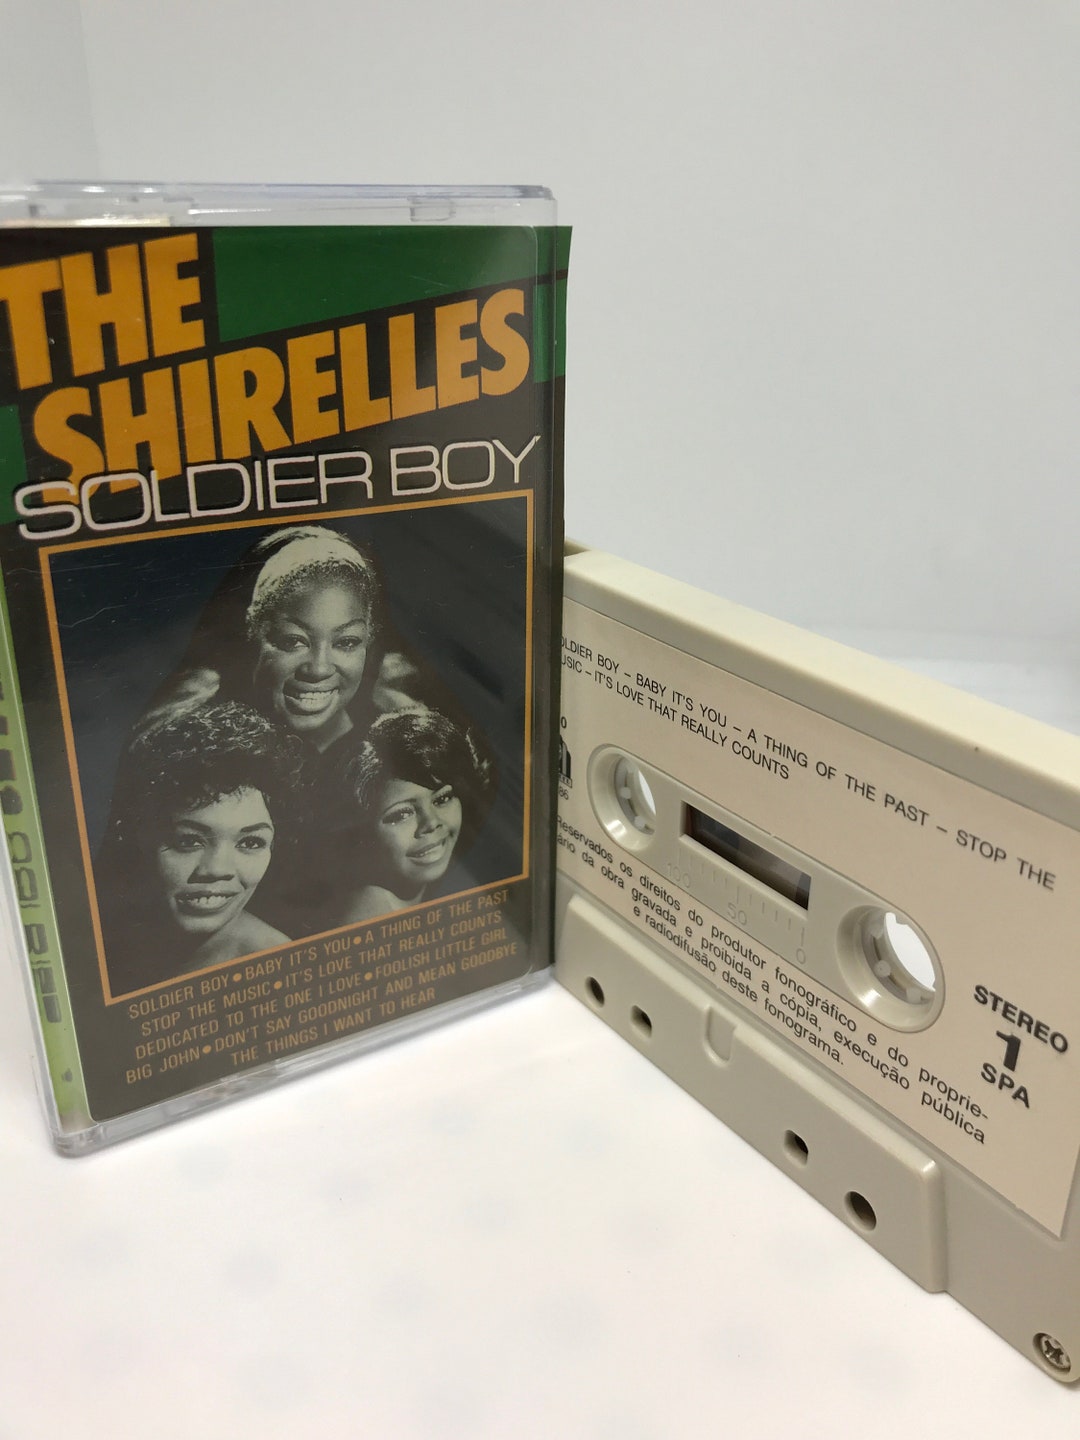 THE
SHIRELLES
SOLDIER BOY
SOLDIER BOY • BABY IT'S YOU • A THING OF THE PAST
STOP THE MUSIC • IT'S LOVE THAT REALLY COUNTS
DEDICATED TO THE ONE I LOVE • FOOLISH LITTLE GIRL
BIG JOHN • DON'T SAY GOODNIGHT AND MEAN GOODBYE
THE THINGS I WANT TO HEAR
OLDIER BOY – BABY IT'S YOU – A THING OF THE PAST – STOP THE
USIC – IT'S LOVE THAT REALLY COUNTS
0
86
100 50 0
STEREO
1
SPA
Reservados os direitos do produtor fonográfico e do proprie-
ário da obra gravada e proibida a cópia, execução pública
e radiodifusão deste fonograma.